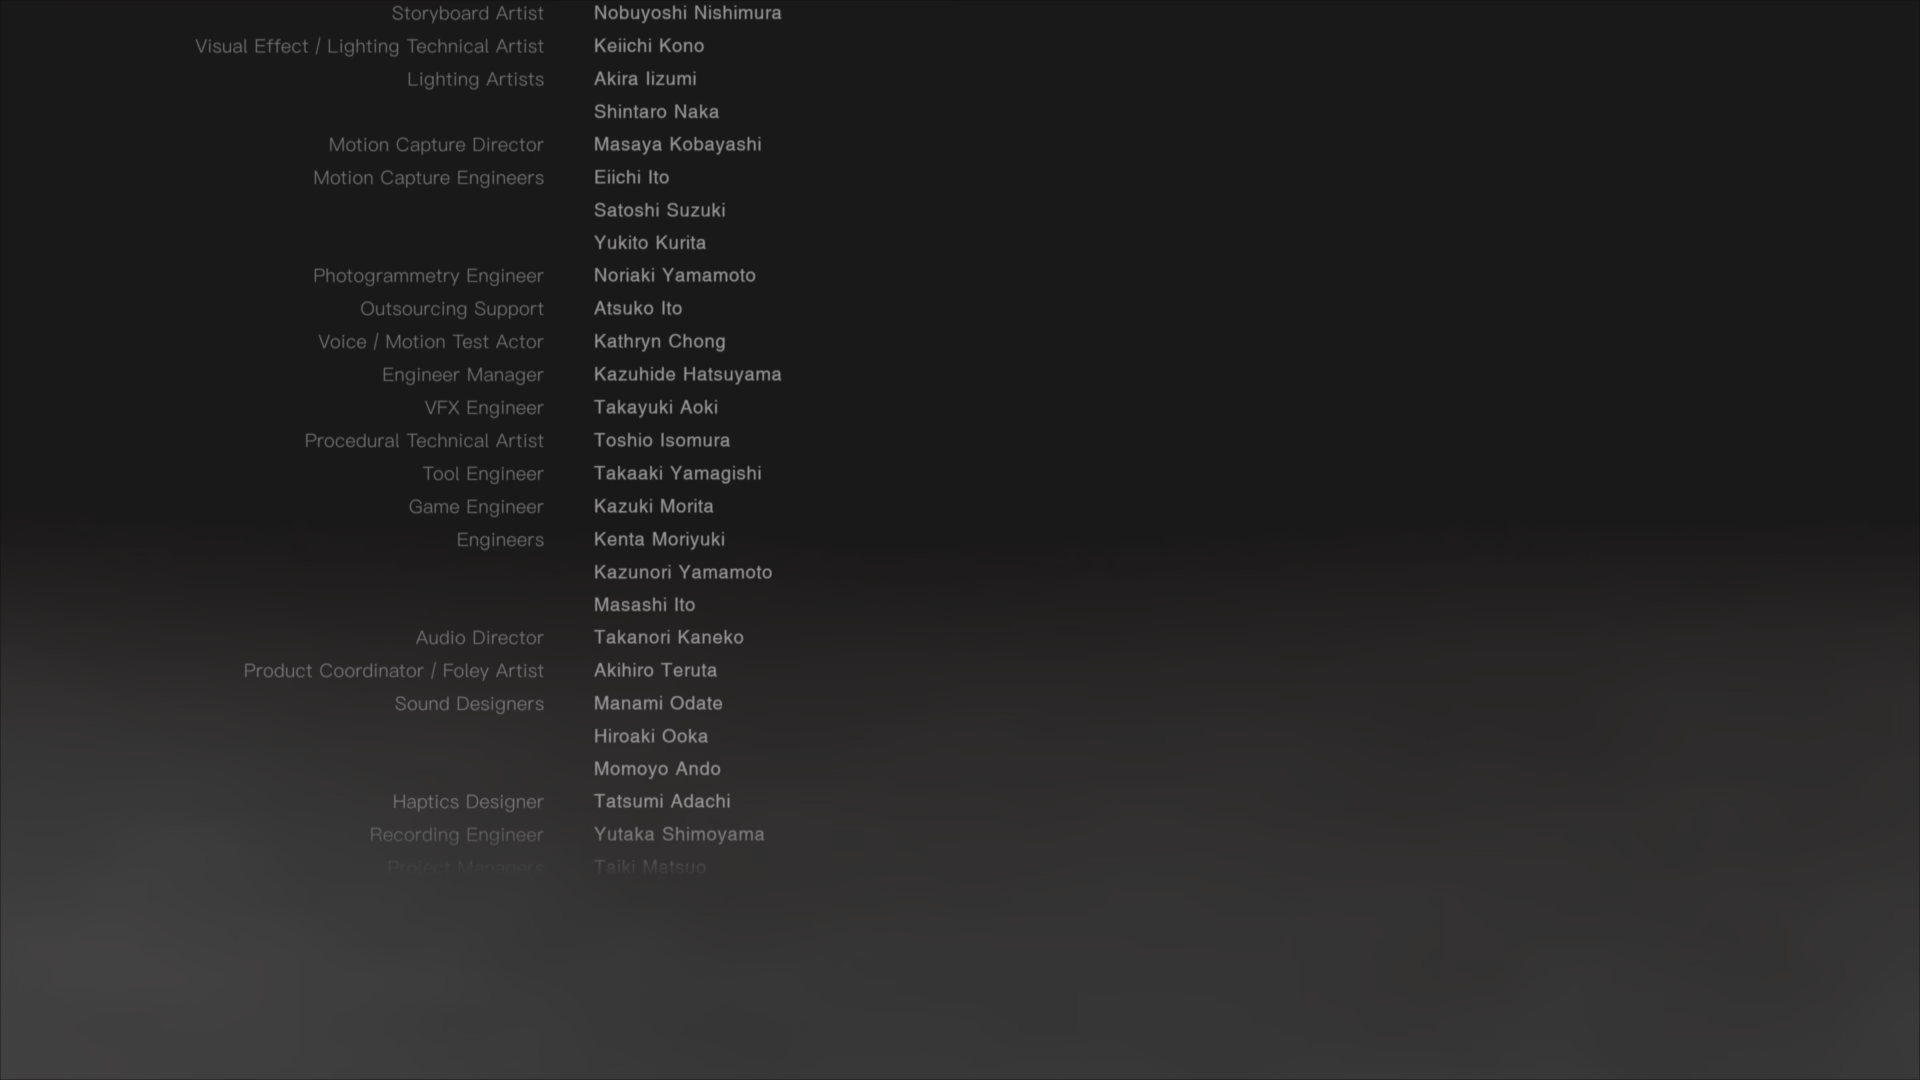 Storyboard Artist Nobuyoshi Nishimura
Visual Effect / Lighting Technical Artist Keiichi Kono
Lighting Artists Akira Iizumi
Shintaro Naka
Motion Capture Director Masaya Kobayashi
Motion Capture Engineers Eiichi Ito
Satoshi Suzuki
Yukito Kurita
Photogrammetry Engineer Noriaki Yamamoto
Outsourcing Support Atsuko Ito
Voice / Motion Test Actor Kathryn Chong
Engineer Manager Kazuhide Hatsuyama
VFX Engineer Takayuki Aoki
Procedural Technical Artist Toshio Isomura
Tool Engineer Takaaki Yamagishi
Game Engineer Kazuki Morita
Engineers Kenta Moriyuki
Kazunori Yamamoto
Masashi Ito
Audio Director Takanori Kaneko
Product Coordinator / Foley Artist Akihiro Teruta
Sound Designers Manami Odate
Hiroaki Ooka
Momoyo Ando
Haptics Designer Tatsumi Adachi
Recording Engineer Yutaka Shimoyama
Project Managers Taiki Matsuo